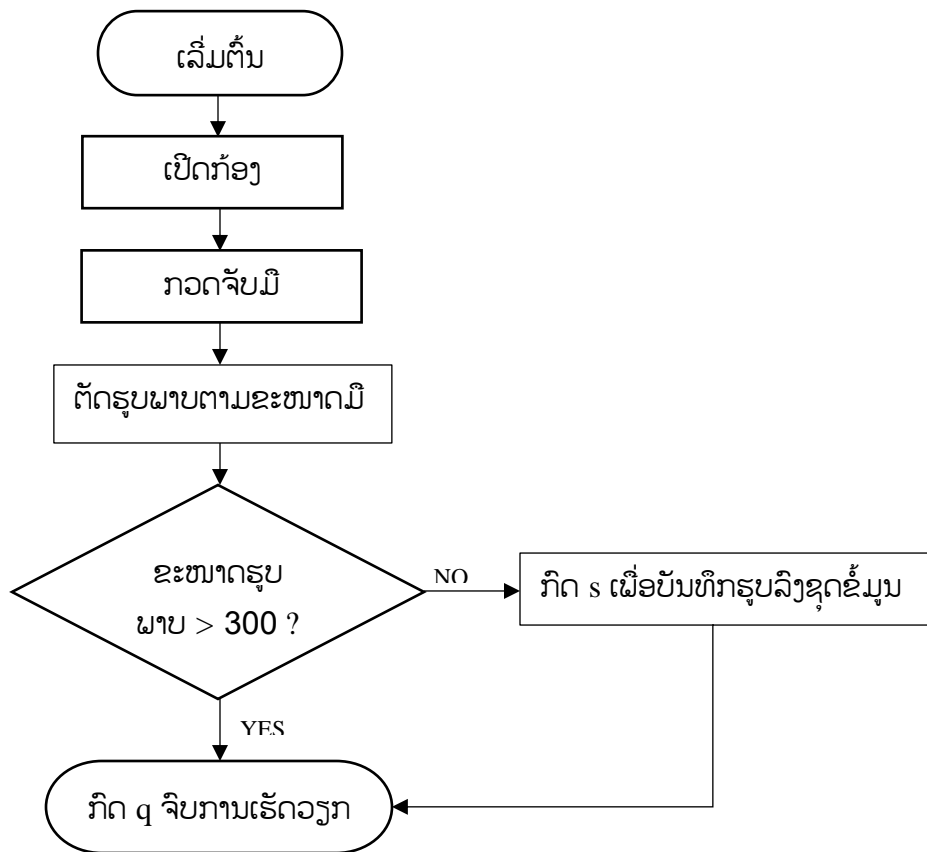 ເລີ່ມຕົ້ນ
ເປີດກ້ອງ
ກວດຈັບມື
ຕັດຮູບພາບຕາມຂະໜາດມື
ຂະໜາດຮູບ
ພາບ > 300 ?
NO
ກົດ s ເພື່ອບັນທຶກຮູບລົງຊຸດຂໍ້ມູນ
YES
ກົດ q ຈົບການເຮັດວຽກ